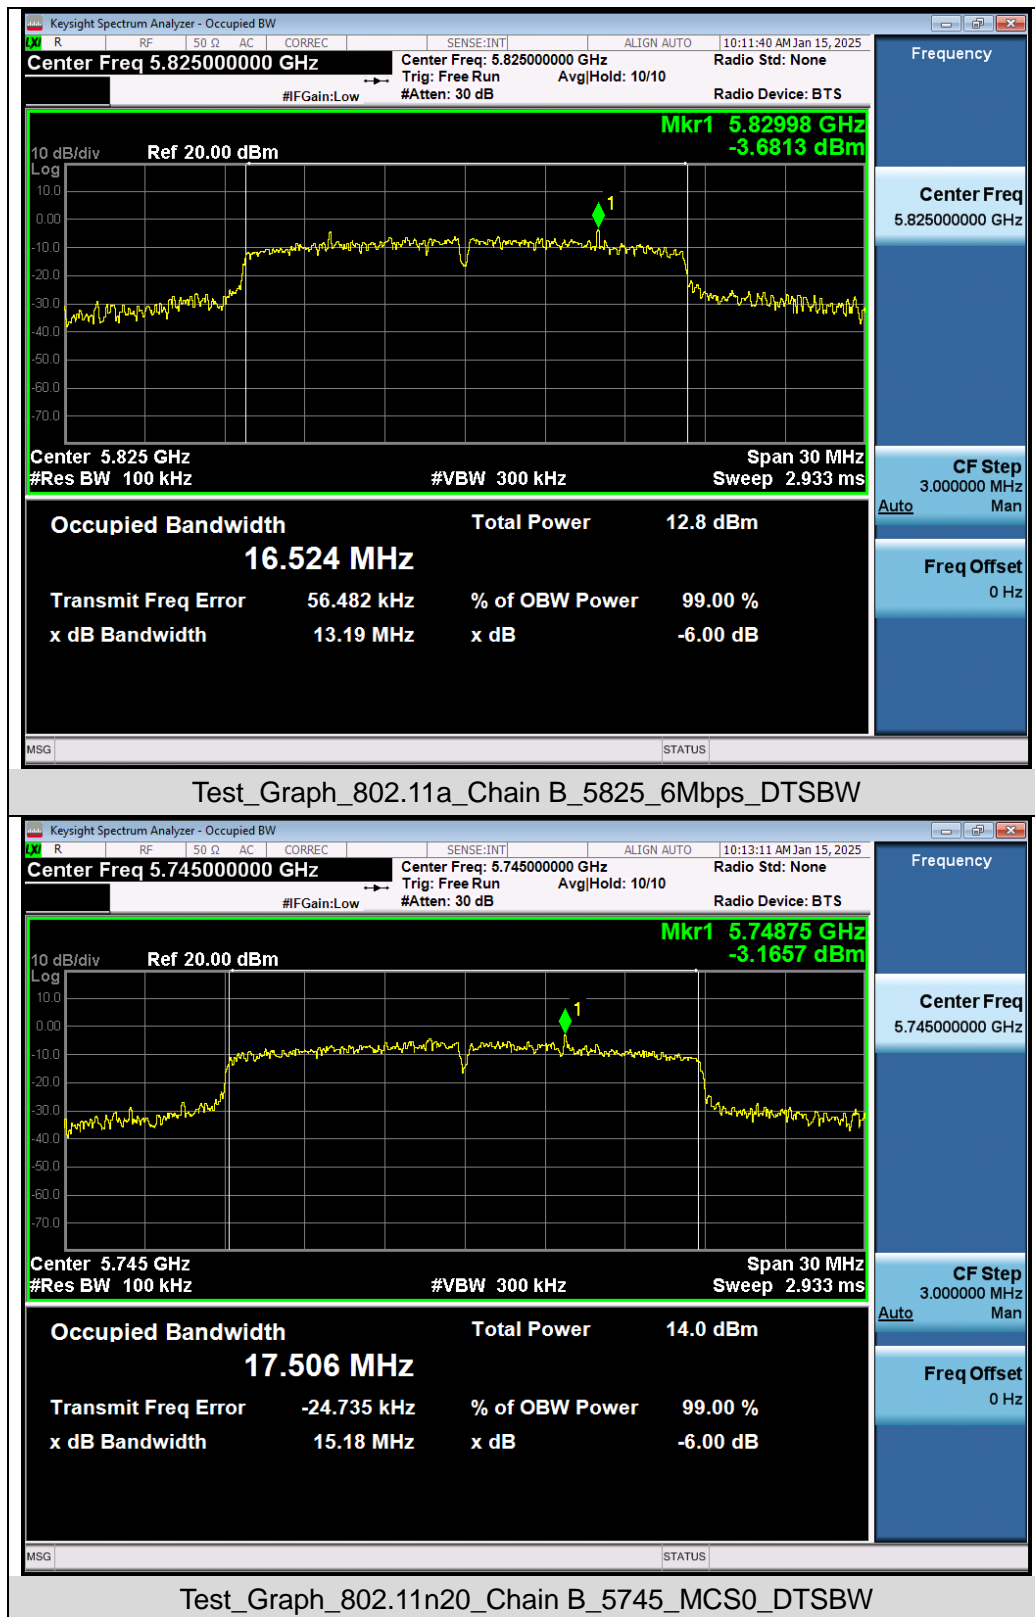 Keysight Spectrum Analyzer - Occupied BW
LXI R RF 50 Ω AC CORREC SENSE:INT ALIGN AUTO 10:11:40 AM Jan 15, 2025
Center Freq 5.825000000 GHz
Center Freq: 5.825000000 GHz Radio Std: None
Trig: Free Run Avg|Hold: 10/10
#IFGain:Low #Atten: 30 dB Radio Device: BTS
Frequency
Mkr1 5.82998 GHz
-3.6813 dBm
10 dB/div Ref 20.00 dBm
Log
10.0
0.00
-10.0
-20.0
-30.0
-40.0
-50.0
-60.0
-70.0
1
Center 5.825 GHz Span 30 MHz
#Res BW 100 kHz #VBW 300 kHz Sweep 2.933 ms
Center Freq
5.825000000 GHz
CF Step
3.000000 MHz
Auto Man
Freq Offset
0 Hz
Occupied Bandwidth Total Power 12.8 dBm
16.524 MHz
Transmit Freq Error 56.482 kHz % of OBW Power 99.00 %
x dB Bandwidth 13.19 MHz x dB -6.00 dB
MSG STATUS
Test_Graph_802.11a_Chain B_5825_6Mbps_DTSBW
Keysight Spectrum Analyzer - Occupied BW
LXI R RF 50 Ω AC CORREC SENSE:INT ALIGN AUTO 10:13:11 AM Jan 15, 2025
Center Freq 5.745000000 GHz
Center Freq: 5.745000000 GHz Radio Std: None
Trig: Free Run Avg|Hold: 10/10
#IFGain:Low #Atten: 30 dB Radio Device: BTS
Frequency
Mkr1 5.74875 GHz
-3.1657 dBm
10 dB/div Ref 20.00 dBm
Log
10.0
0.00
-10.0
-20.0
-30.0
-40.0
-50.0
-60.0
-70.0
1
Center 5.745 GHz Span 30 MHz
#Res BW 100 kHz #VBW 300 kHz Sweep 2.933 ms
Center Freq
5.745000000 GHz
CF Step
3.000000 MHz
Auto Man
Freq Offset
0 Hz
Occupied Bandwidth Total Power 14.0 dBm
17.506 MHz
Transmit Freq Error -24.735 kHz % of OBW Power 99.00 %
x dB Bandwidth 15.18 MHz x dB -6.00 dB
MSG STATUS
Test_Graph_802.11n20_Chain B_5745_MCS0_DTSBW